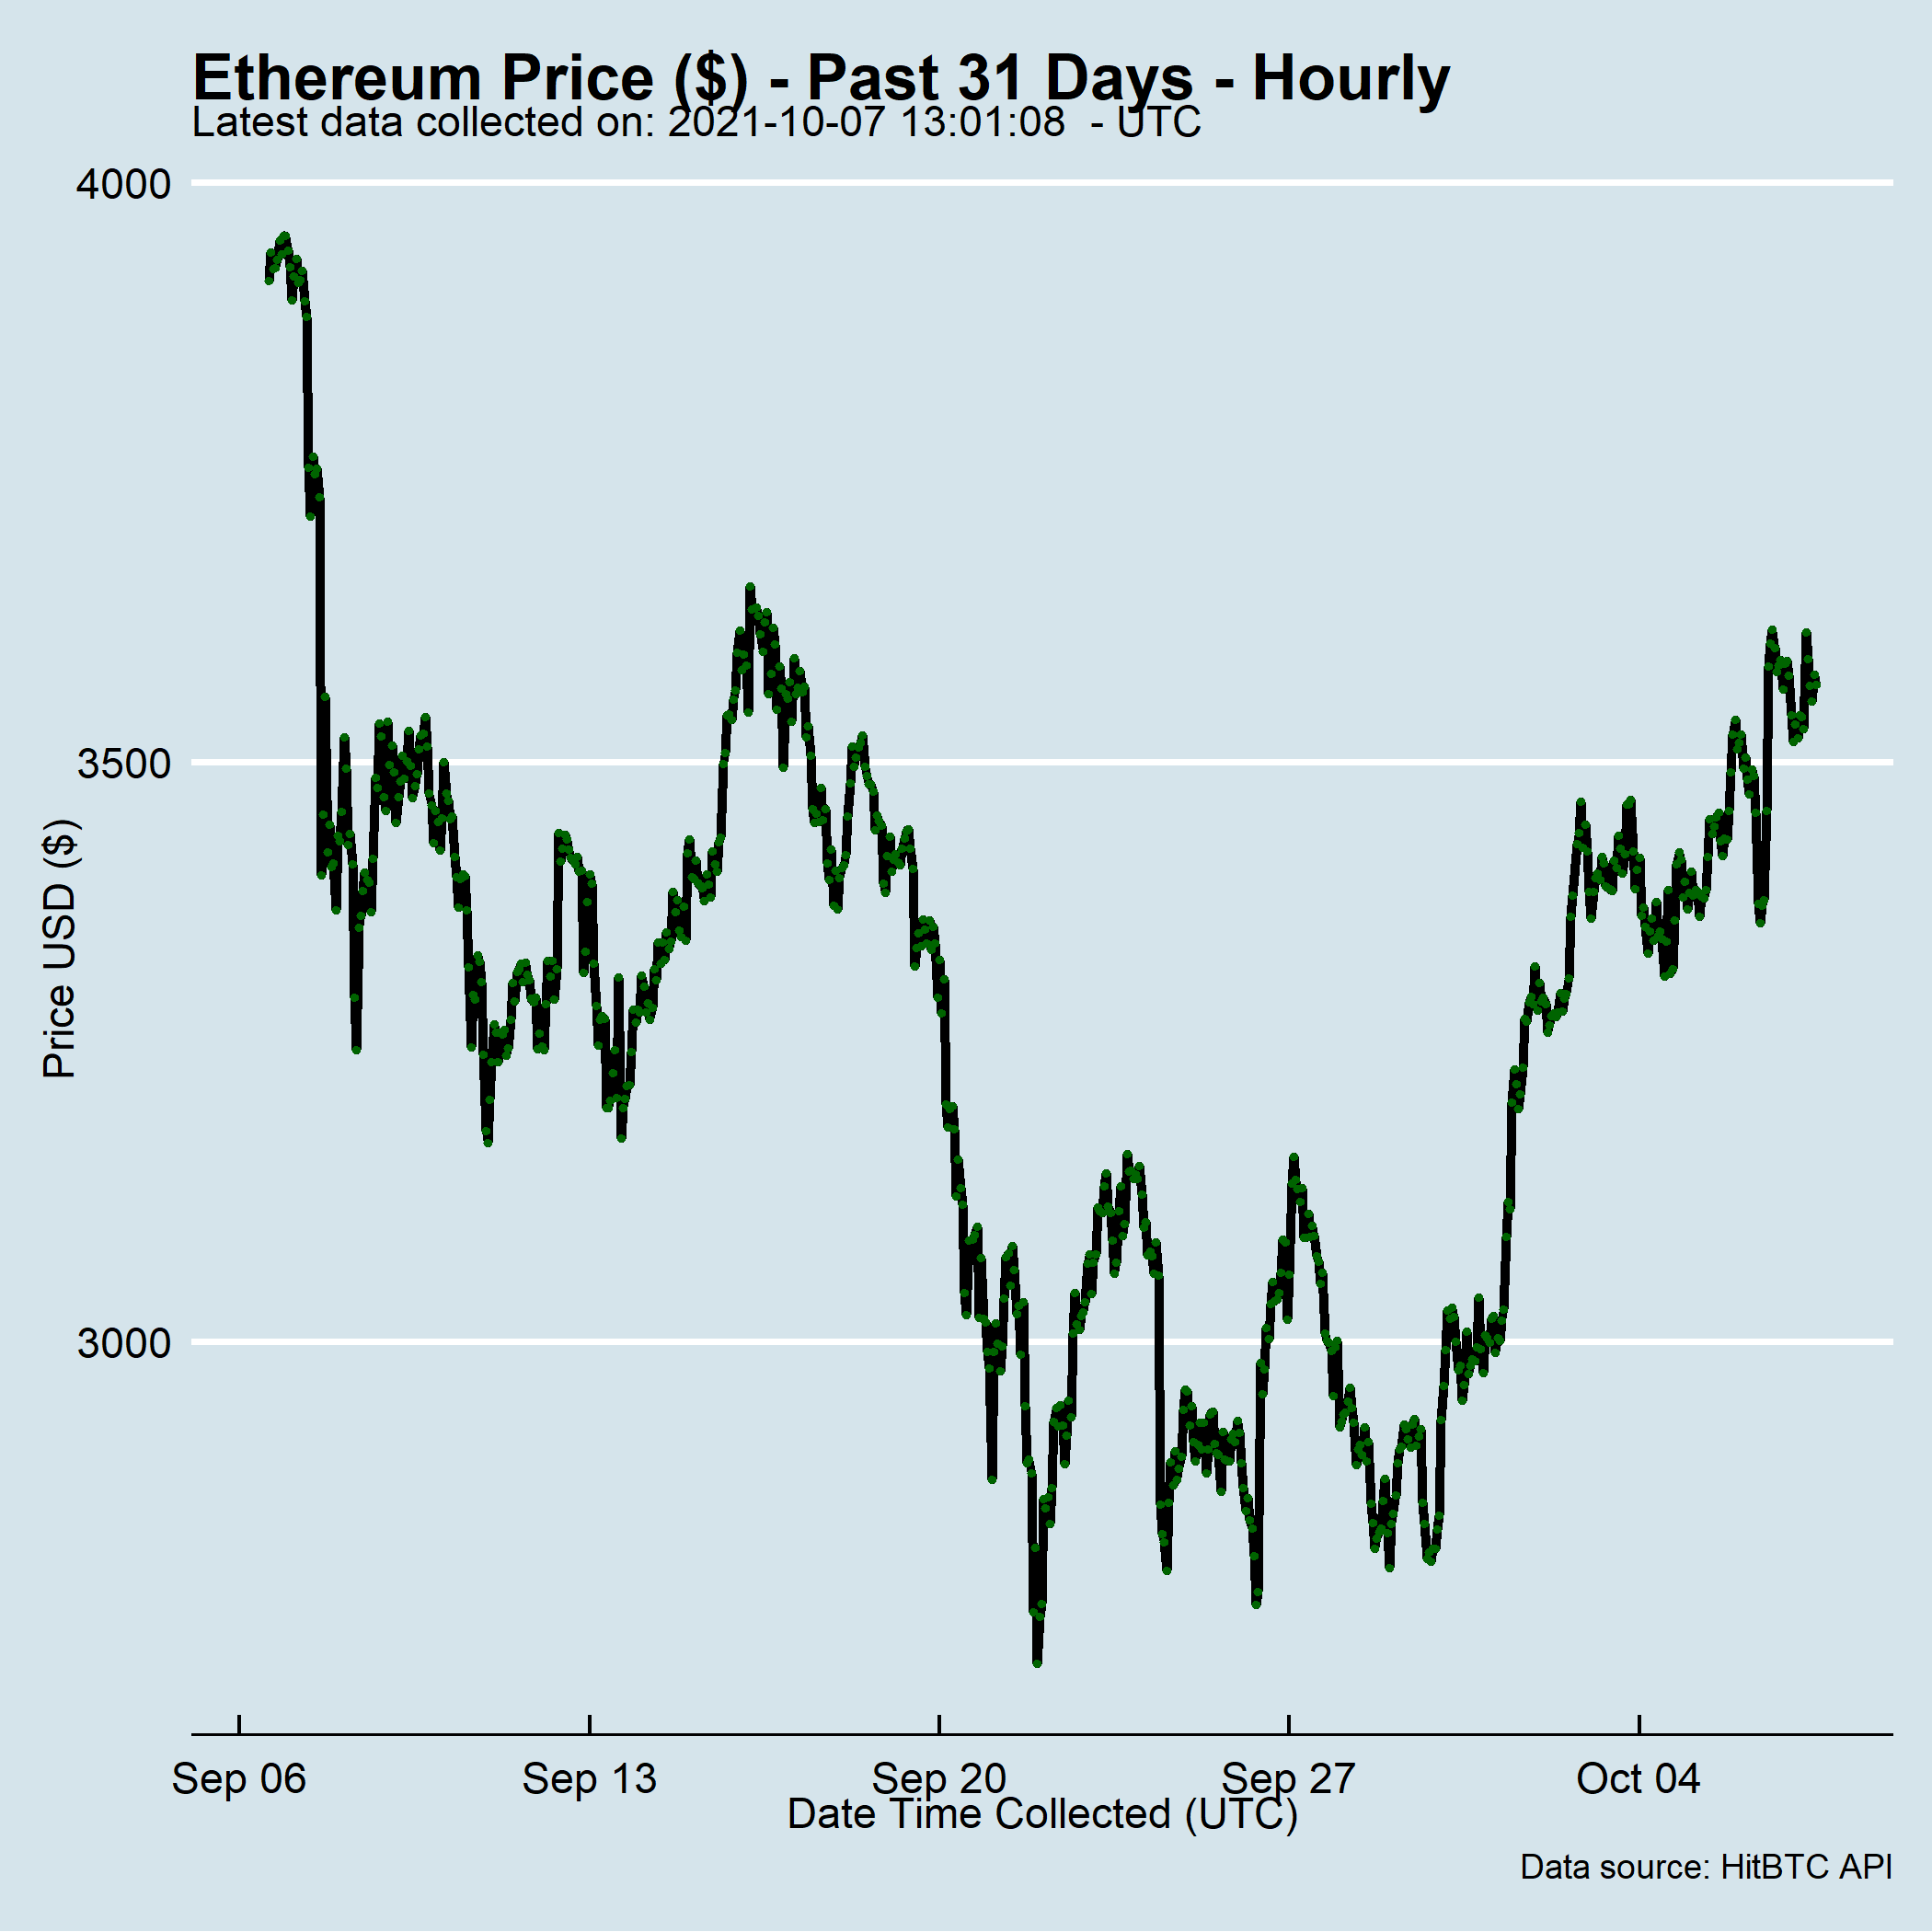 Ethereum Price ($) - Past 31 Days - Hourly
Latest data collected on: 2021-10-07 13:01:08  - UTC
4000
3500
3000
Price USD ($)
Sep 06 Sep 13 Sep 20 Sep 27 Oct 04
Date Time Collected (UTC)
Data source: HitBTC API